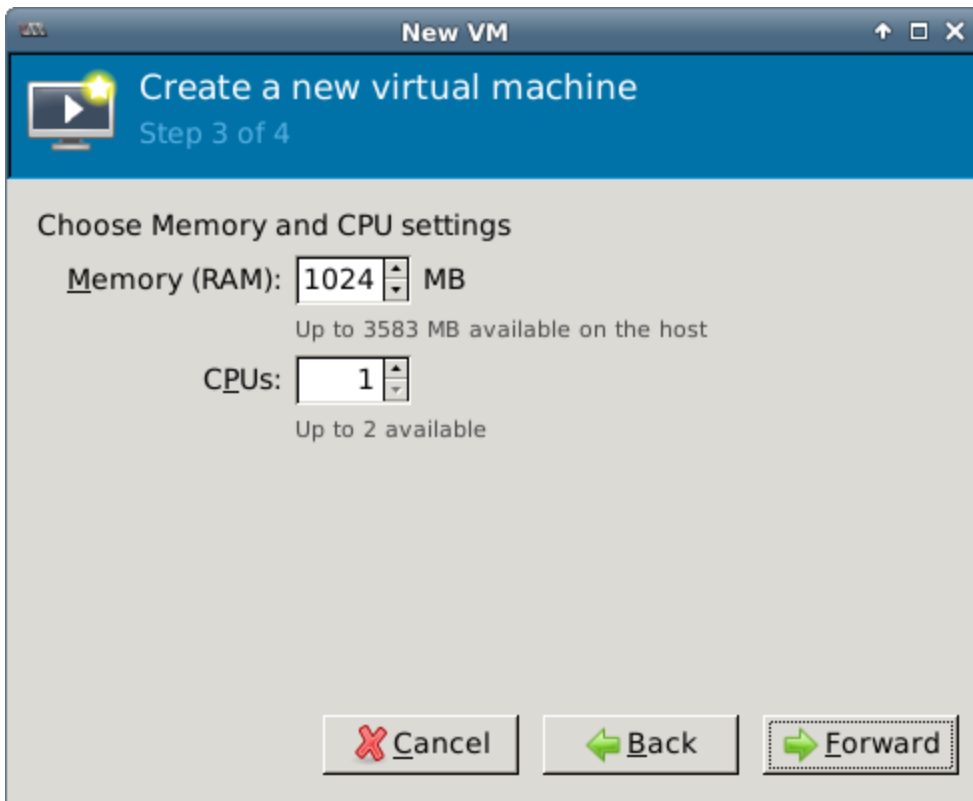 New VM
Create a new virtual machine
Step 3 of 4
Choose Memory and CPU settings
Memory (RAM): 1024 MB
Up to 3583 MB available on the host
CPUs: 1
Up to 2 available
Cancel Back Forward